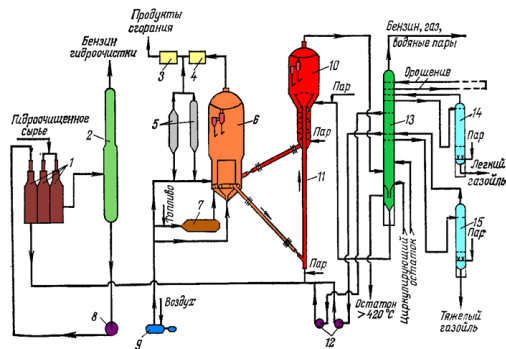 Продукты
сгорания
Бензин
гидроочистки
Бензин, газ,
водяные пары
Орошение
Пар
Гидроочищенное
сырье
Пар
Пар
Легкий
газойль
Топливо
Пар
Пар
Воздух
Остаток
>420 °С
Циркулирующий
остаток
Тяжелый
газойль
1
2
3
4
5
6
7
8
9
10
11
12
13
14
15